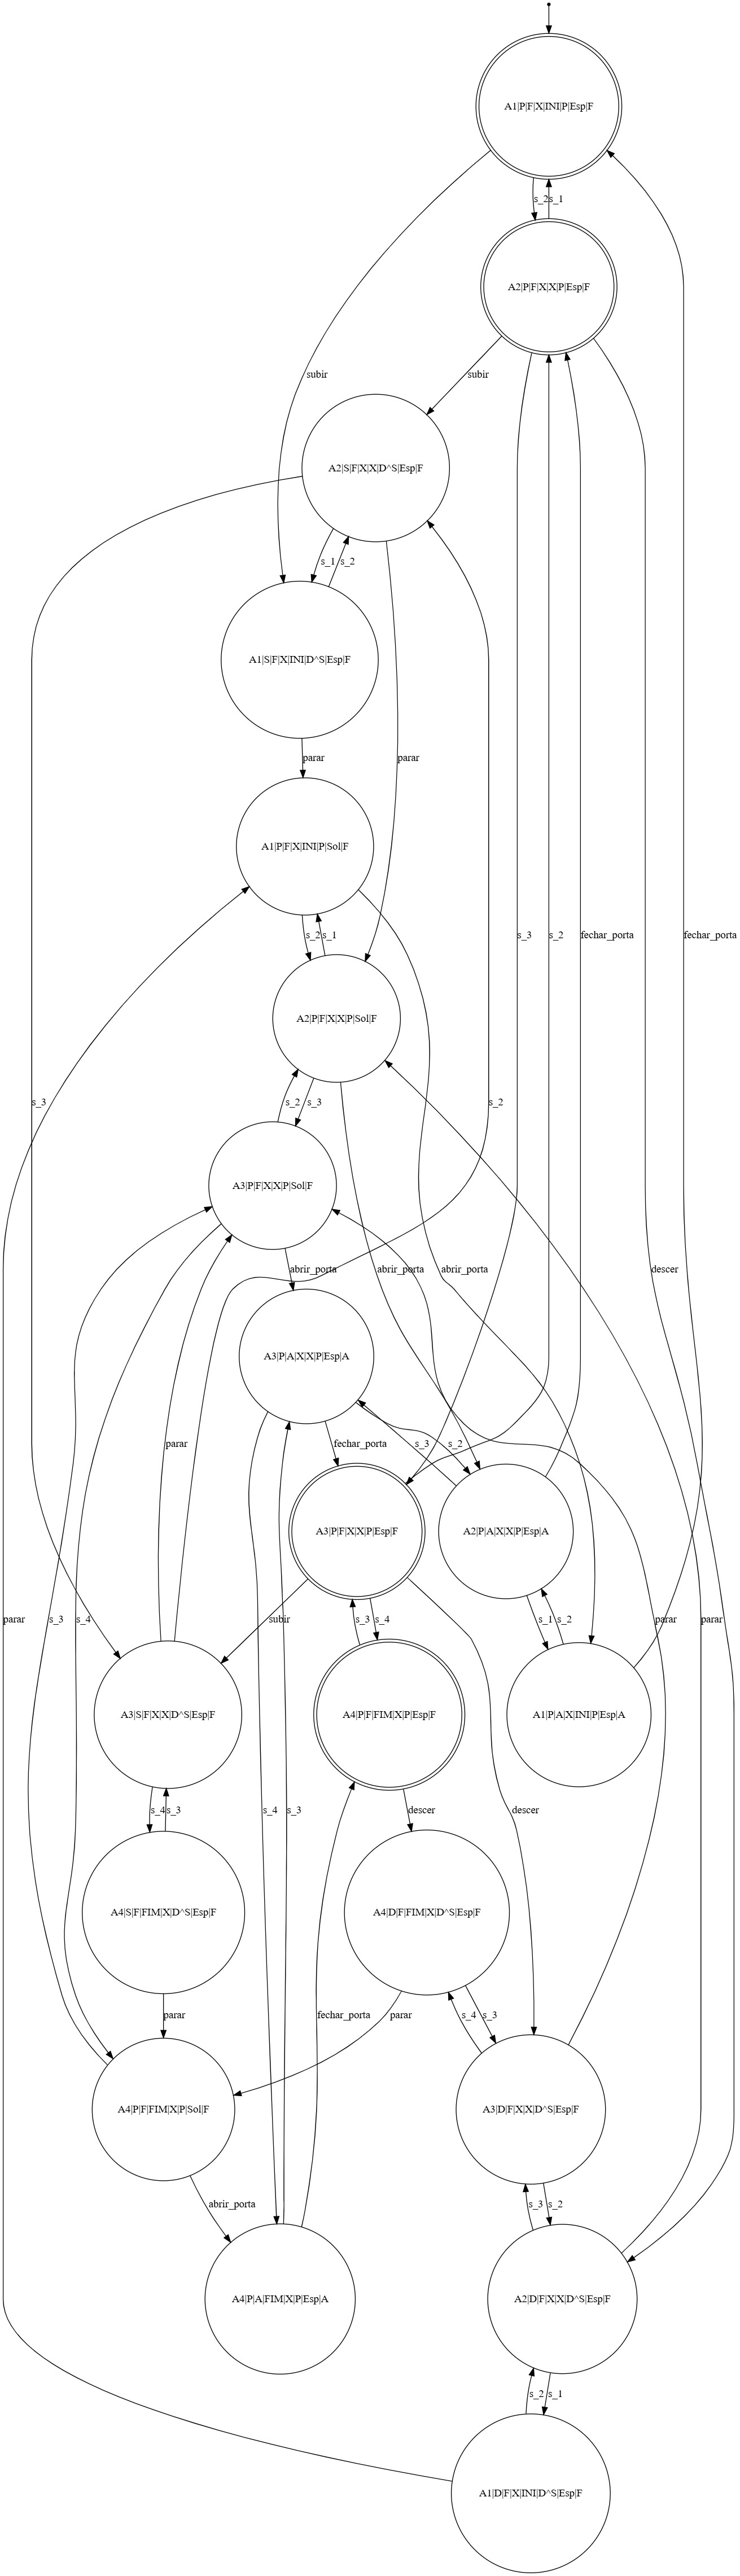 A1|P|F|X|INI|P|Esp|F
s_2
s_1
A2|P|F|X|X|P|Esp|F
subir
subir
A2|S|F|X|X|D^S|Esp|F
s_1
s_2
A1|S|F|X|INI|D^S|Esp|F
parar
parar
A1|P|F|X|INI|P|Sol|F
s_2
s_1
s_3
s_2
fechar_porta
fechar_porta
A2|P|F|X|X|P|Sol|F
s_3
s_2
s_3
s_2
A3|P|F|X|X|P|Sol|F
abrir_porta
abrir_porta
abrir_porta
descer
A3|P|A|X|X|P|Esp|A
parar
fechar_porta
s_3
s_2
A3|P|F|X|X|P|Esp|F
A2|P|A|X|X|P|Esp|A
parar
s_3
s_4
subir
s_3
s_4
s_1
s_2
parar
parar
A3|S|F|X|X|D^S|Esp|F
A4|P|F|FIM|X|P|Esp|F
A1|P|A|X|INI|P|Esp|A
s_4
s_3
s_4
s_3
descer
descer
A4|S|F|FIM|X|D^S|Esp|F
A4|D|F|FIM|X|D^S|Esp|F
parar
fechar_porta
parar
s_4
s_3
A4|P|F|FIM|X|P|Sol|F
A3|D|F|X|X|D^S|Esp|F
abrir_porta
s_3
s_2
A4|P|A|FIM|X|P|Esp|A
A2|D|F|X|X|D^S|Esp|F
s_2
s_1
A1|D|F|X|INI|D^S|Esp|F